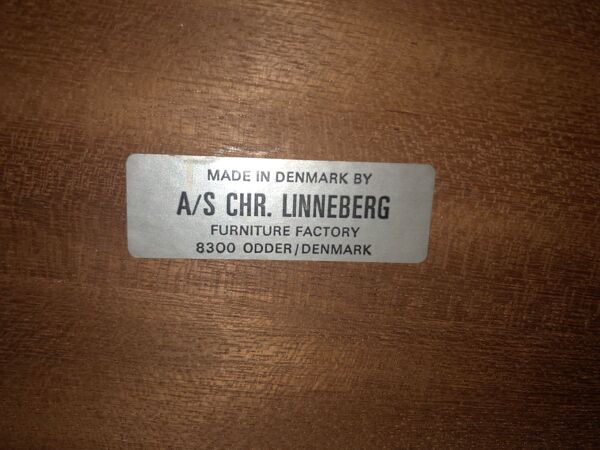 MADE IN DENMARK BY
A/S CHR. LINNEBERG
FURNITURE FACTORY
8300 ODDER/DENMARK